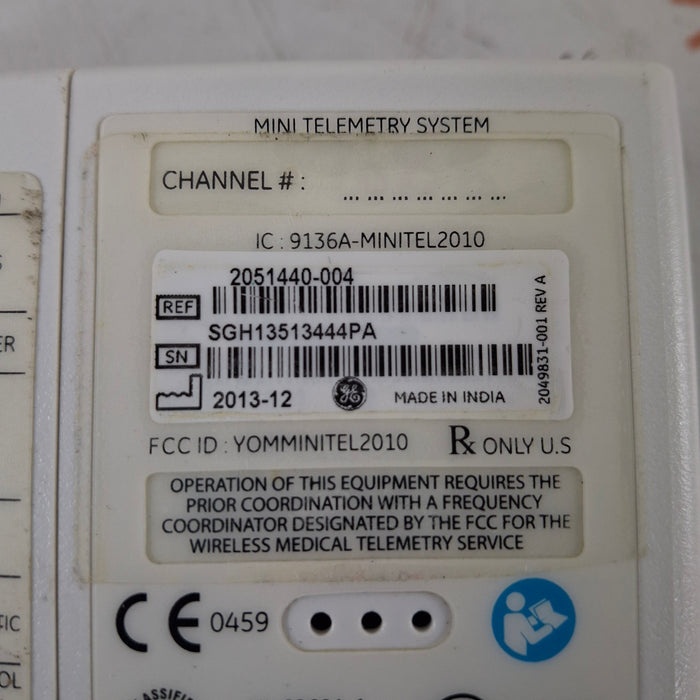 MINI TELEMETRY SYSTEM
CHANNEL # : ... ... ... ... ... ... ...
IC : 9136A-MINITEL2010
2051440-004
REF
SGH13513444PA
SN
2013-12 GE MADE IN INDIA
2049831-001 REV A
FCC ID : YOMMINITEL2010 Rx ONLY U.S
OPERATION OF THIS EQUIPMENT REQUIRES THE
PRIOR COORDINATION WITH A FREQUENCY
COORDINATOR DESIGNATED BY THE FCC FOR THE
WIRELESS MEDICAL TELEMETRY SERVICE
CE 0459